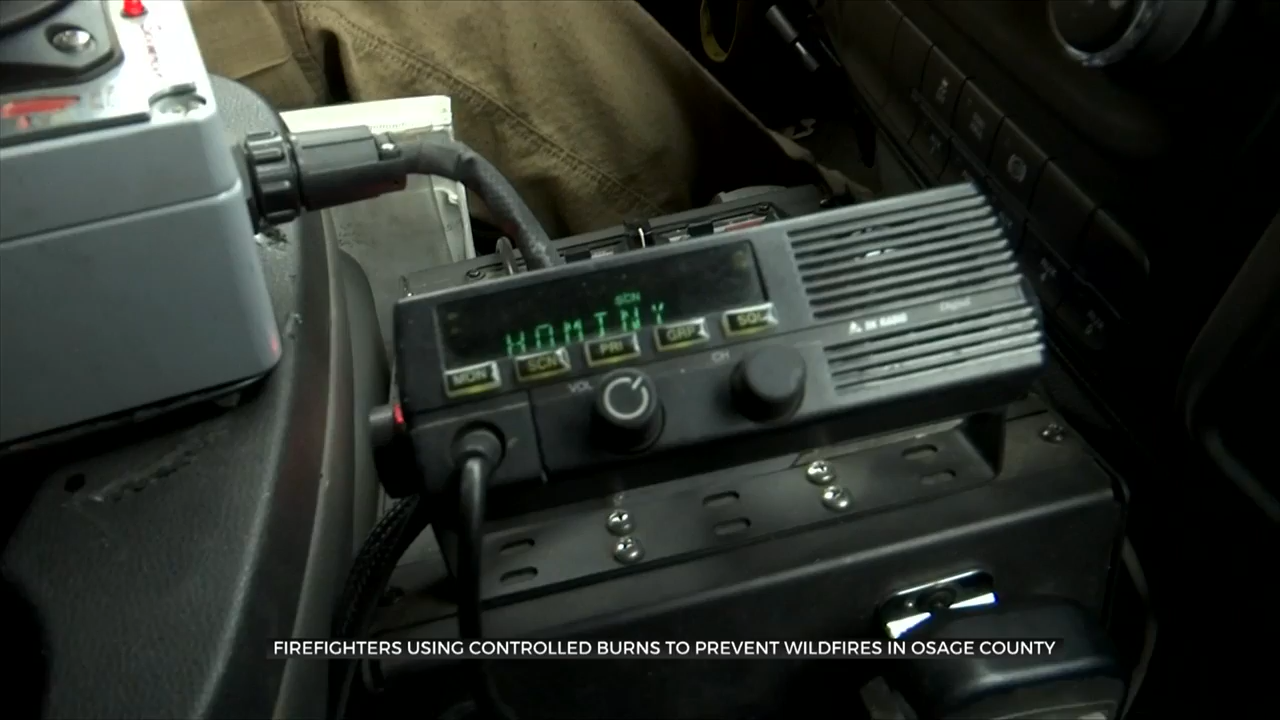 SCN
HOMINY
MON SCN PRI GRP SQL
VOL
CH
Digital
FIREFIGHTERS USING CONTROLLED BURNS TO PREVENT WILDFIRES IN OSAGE COUNTY